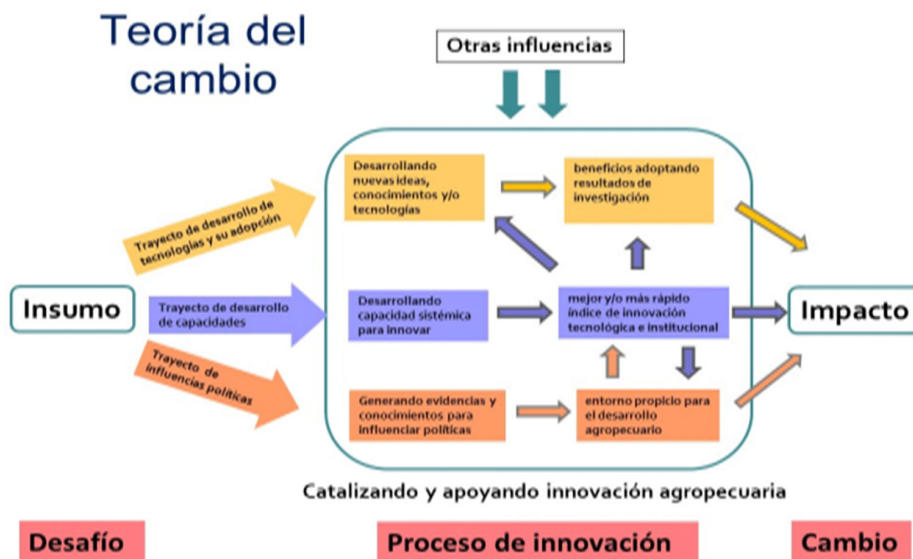 Teoría del
cambio
Otras influencias
Desarrollando
nuevas ideas,
conocimientos y/o
tecnologías
beneficios adoptando
resultados de
investigación
Trayecto de desarrollo de
tecnologías y su adopción
Insumo
Trayecto de desarrollo
de capacidades
Desarrollando
capacidad sistémica
para innovar
mejor y/o más rápido
índice de innovación
tecnológica e institucional
Impacto
Trayecto de
influencias políticas
Generando evidencias y
conocimientos para
influenciar políticas
entorno propicio para
el desarrollo
agropecuario
Catalizando y apoyando innovación agropecuaria
Desafío
Proceso de innovación
Cambio